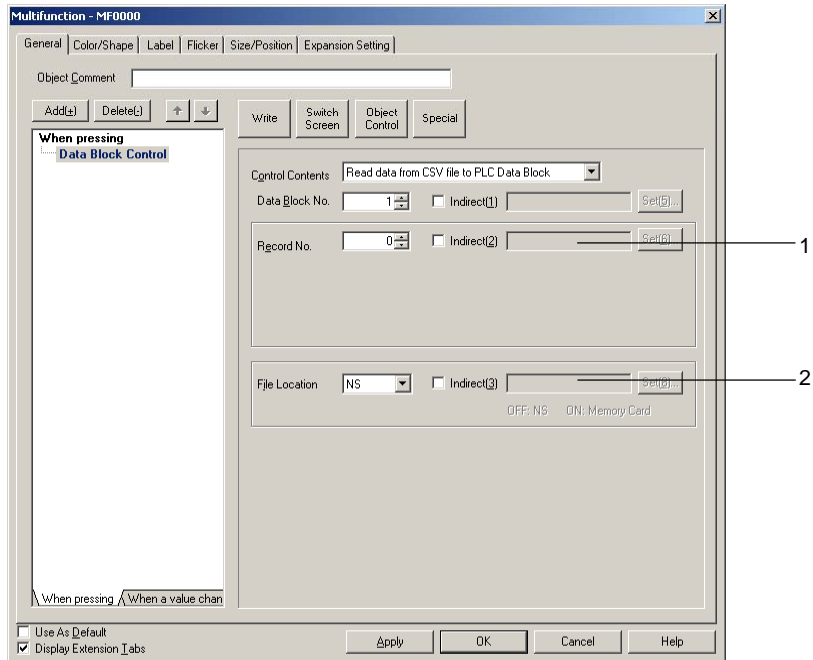 Multifunction - MF0000
General Color/Shape Label Flicker Size/Position Expansion Setting
Object Comment
Add(+) Delete(-) Write Switch Screen Object Control Special
When pressing
Data Block Control
Control Contents Read data from CSV file to PLC Data Block
Data Block No. 1 Indirect(1) Set(5)...
Record No. 0 Indirect(2) Set(6)... 1
File Location NS Indirect(3) Set(8)... 2
OFF: NS ON: Memory Card
When pressing When a value chan
Use As Default
Display Extension Tabs
Apply OK Cancel Help